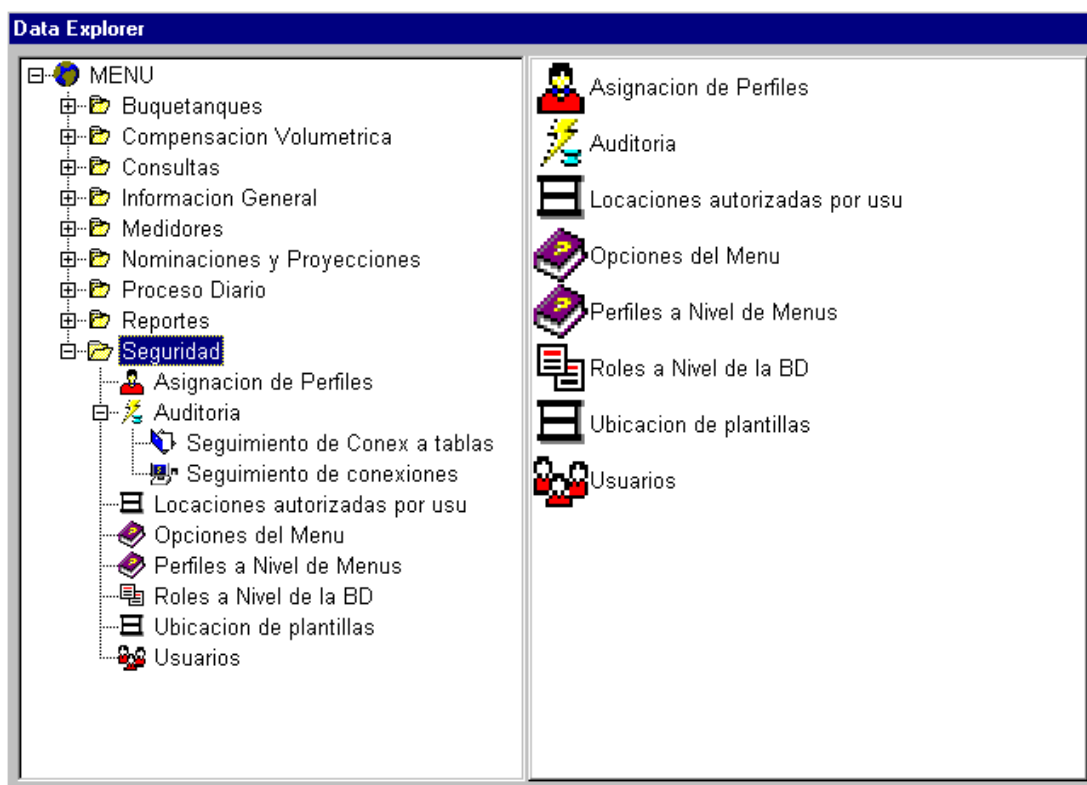 Data Explorer
MENU
Buquetanques
Compensacion Volumetrica
Consultas
Informacion General
Medidores
Nominaciones y Proyecciones
Proceso Diario
Reportes
Seguridad
Asignacion de Perfiles
Auditoria
Seguimiento de Conex a tablas
Seguimiento de conexiones
Locaciones autorizadas por usu
Opciones del Menu
Perfiles a Nivel de Menus
Roles a Nivel de la BD
Ubicacion de plantillas
Usuarios
Asignacion de Perfiles
Auditoria
Locaciones autorizadas por usu
Opciones del Menu
Perfiles a Nivel de Menus
Roles a Nivel de la BD
Ubicacion de plantillas
Usuarios